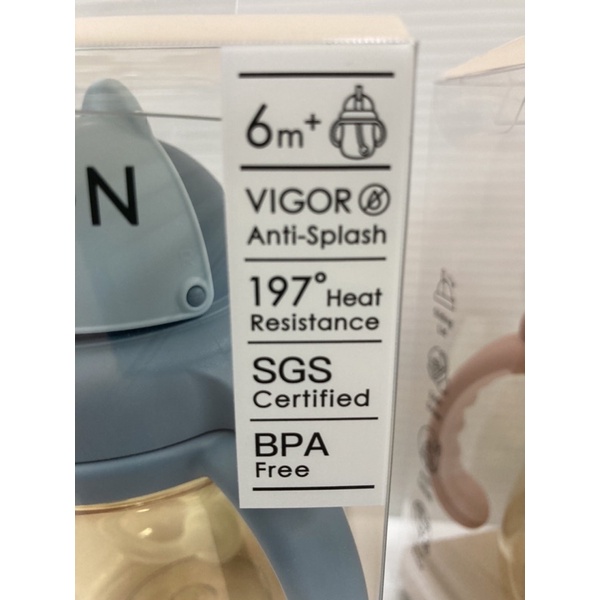 6m+
VIGOR
Anti-Splash
197° Heat
Resistance
SGS
Certified
BPA
Free